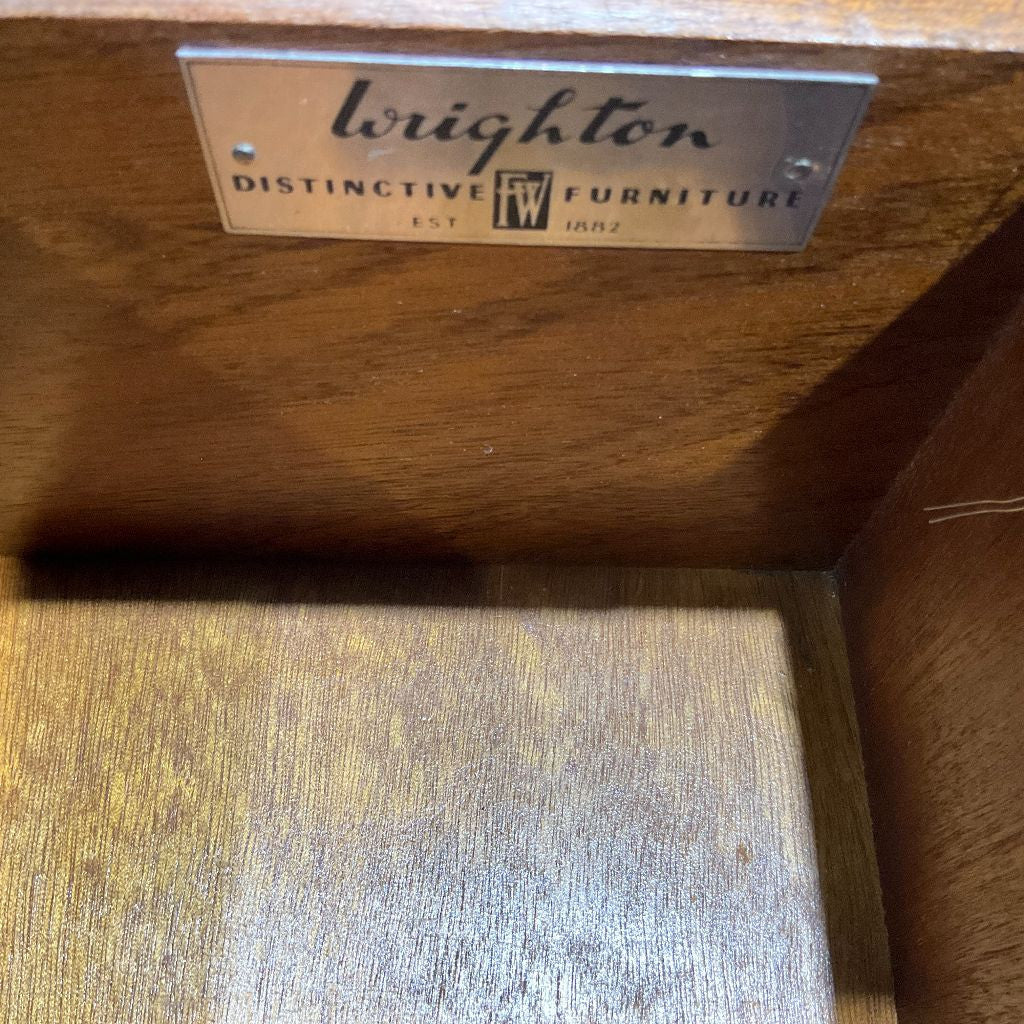 Wrighton
DISTINCTIVE FW FURNITURE
EST 1882